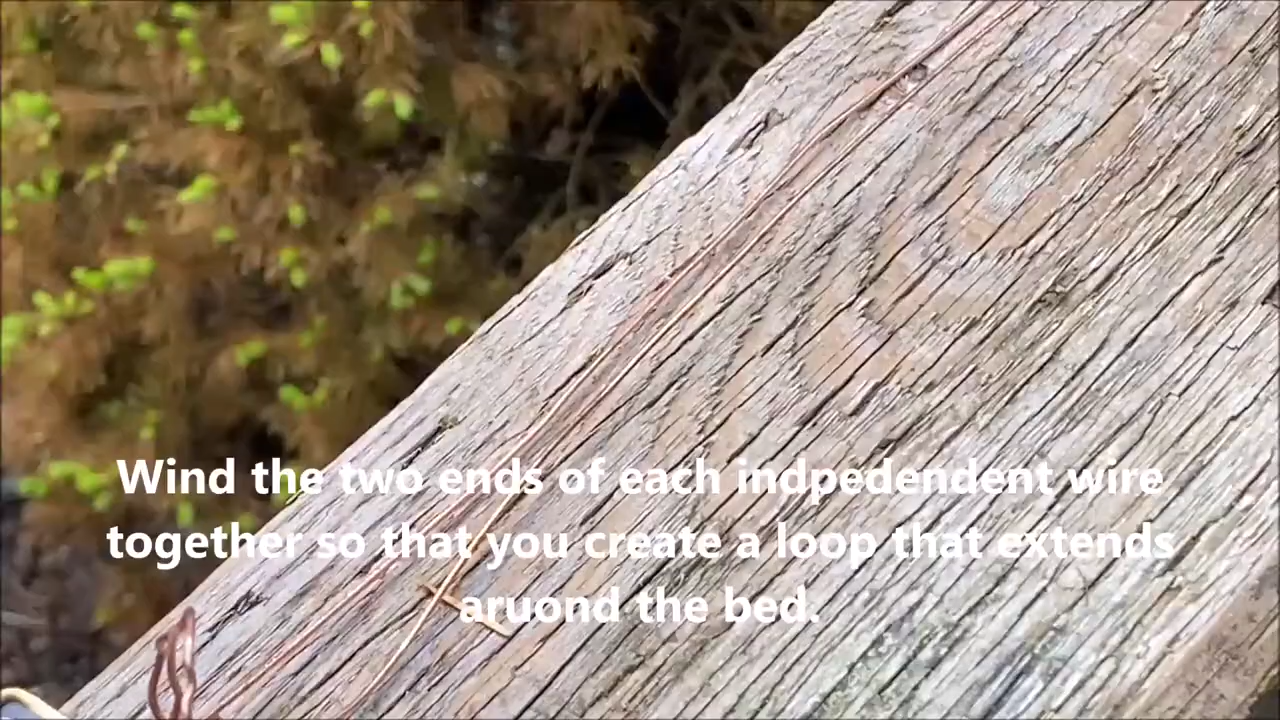 Wind the two ends of each indpedendent wire
together so that you create a loop that extends
aruond the bed.